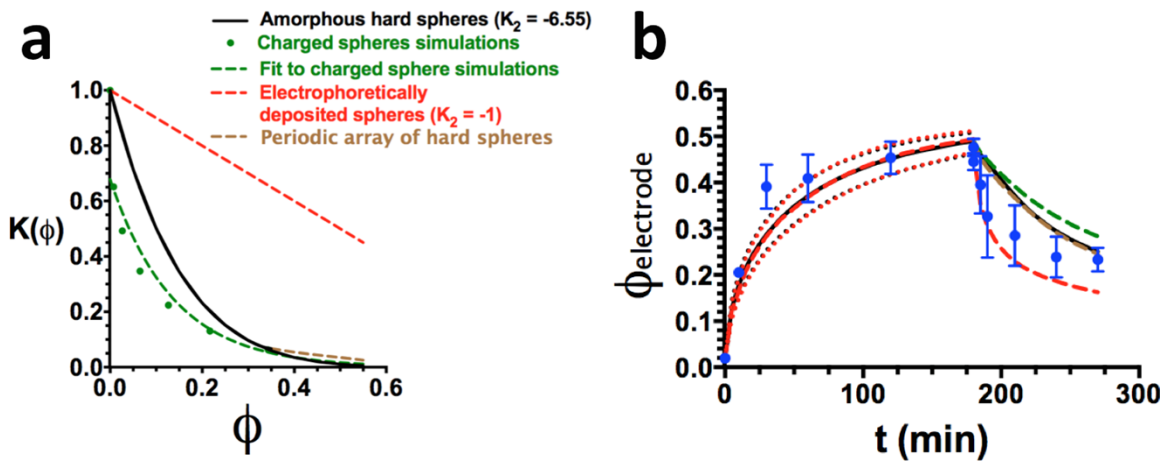 a
Amorphous hard spheres (K2 = -6.55)
Charged spheres simulations
Fit to charged sphere simulations
Electrophoretically
deposited spheres (K2 = -1)
Periodic array of hard spheres
1.0
0.8
0.6
K(ϕ)
0.4
0.2
0.0
0.0 0.2 0.4 0.6
ϕ
b
0.6
0.5
0.4
0.3
0.2
0.1
0.0
ϕelectrode
0 100 200 300
t (min)